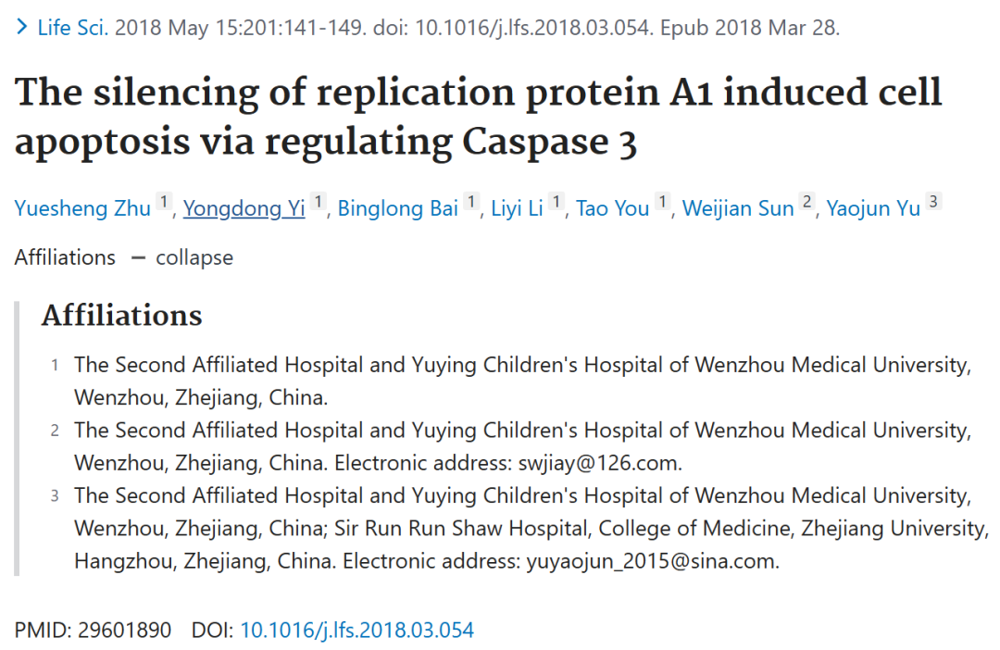 Life Sci. 2018 May 15:201:141-149. doi: 10.1016/j.lfs.2018.03.054. Epub 2018 Mar 28.
The silencing of replication protein A1 induced cell
apoptosis via regulating Caspase 3
Yuesheng Zhu 1, Yongdong Yi 1, Binglong Bai 1, Liyi Li 1, Tao You 1, Weijian Sun 2, Yaojun Yu 3
Affiliations — collapse
Affiliations
1 The Second Affiliated Hospital and Yuying Children's Hospital of Wenzhou Medical University,
Wenzhou, Zhejiang, China.
2 The Second Affiliated Hospital and Yuying Children's Hospital of Wenzhou Medical University,
Wenzhou, Zhejiang, China. Electronic address: swjiay@126.com.
3 The Second Affiliated Hospital and Yuying Children's Hospital of Wenzhou Medical University,
Wenzhou, Zhejiang, China; Sir Run Run Shaw Hospital, College of Medicine, Zhejiang University,
Hangzhou, Zhejiang, China. Electronic address: yuyaojun_2015@sina.com.
PMID: 29601890 DOI: 10.1016/j.lfs.2018.03.054